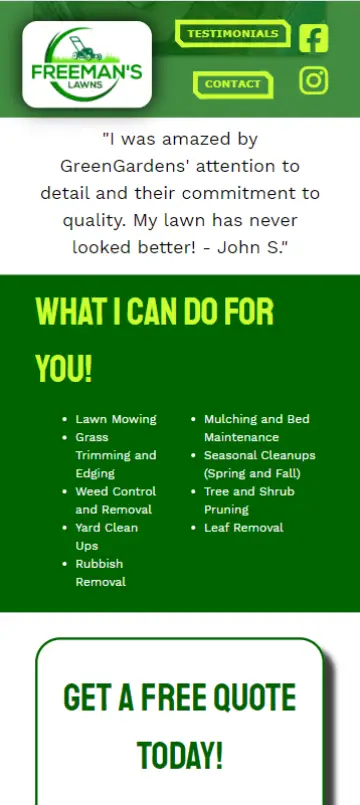 FREEMAN'S
LAWNS
TESTIMONIALS
CONTACT
"I was amazed by
GreenGardens' attention to
detail and their commitment to
quality. My lawn has never
looked better! - John S."
WHAT I CAN DO FOR
YOU!
• Lawn Mowing
• Grass
Trimming and
Edging
• Weed Control
and Removal
• Yard Clean
Ups
• Rubbish
Removal
• Mulching and Bed
Maintenance
• Seasonal Cleanups
(Spring and Fall)
• Tree and Shrub
Pruning
• Leaf Removal
GET A FREE QUOTE
TODAY!